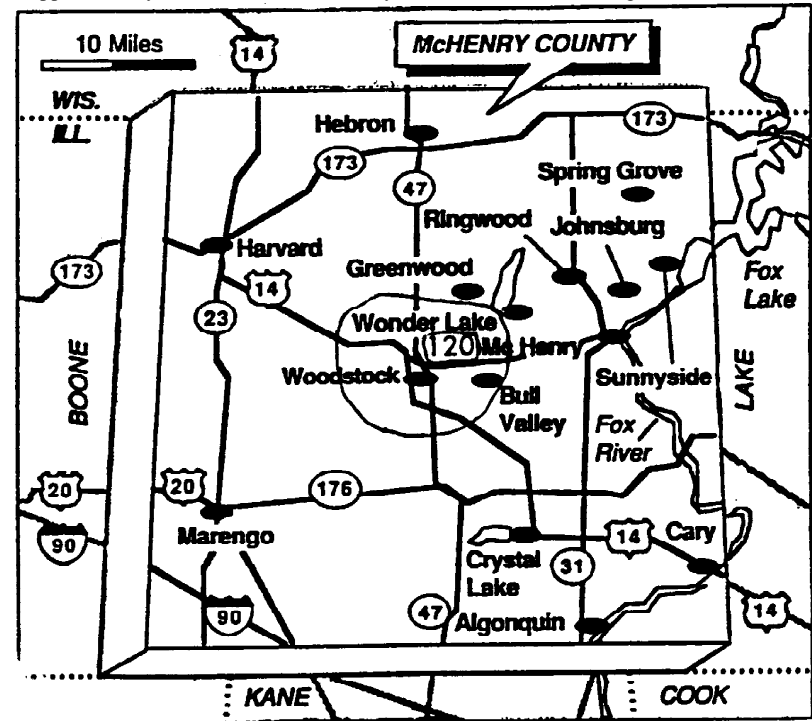 10 Miles
14
McHENRY COUNTY
WIS.
ILL.
Hebron
173
173
Spring Grove
47
Ringwood
Johnsburg
Harvard
173
Greenwood
14
Fox
Lake
23
Wonder Lake
120
McHenry
BOONE
Woodstock
Sunnyside
LAKE
Bull
Valley
Fox
River
20
20
176
90
Marengo
14
Cary
Crystal
Lake
31
90
47
Algonquin
14
KANE
COOK